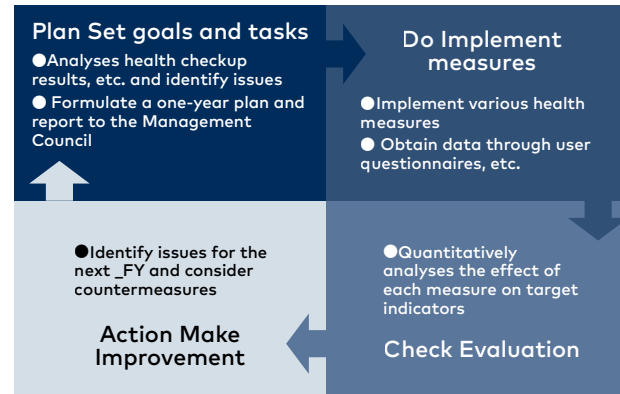 Plan Set goals and tasks
●Analyses health checkup
results, etc. and identify issues
● Formulate a one-year plan and
report to the Management
Council
Do Implement
measures
●Implement various health
measures
● Obtain data through user
questionnaires, etc.
●Quantitatively
analyses the effect of
each measure on target
indicators
Check Evaluation
●Identify issues for the
next _FY and consider
countermeasures
Action Make
Improvement